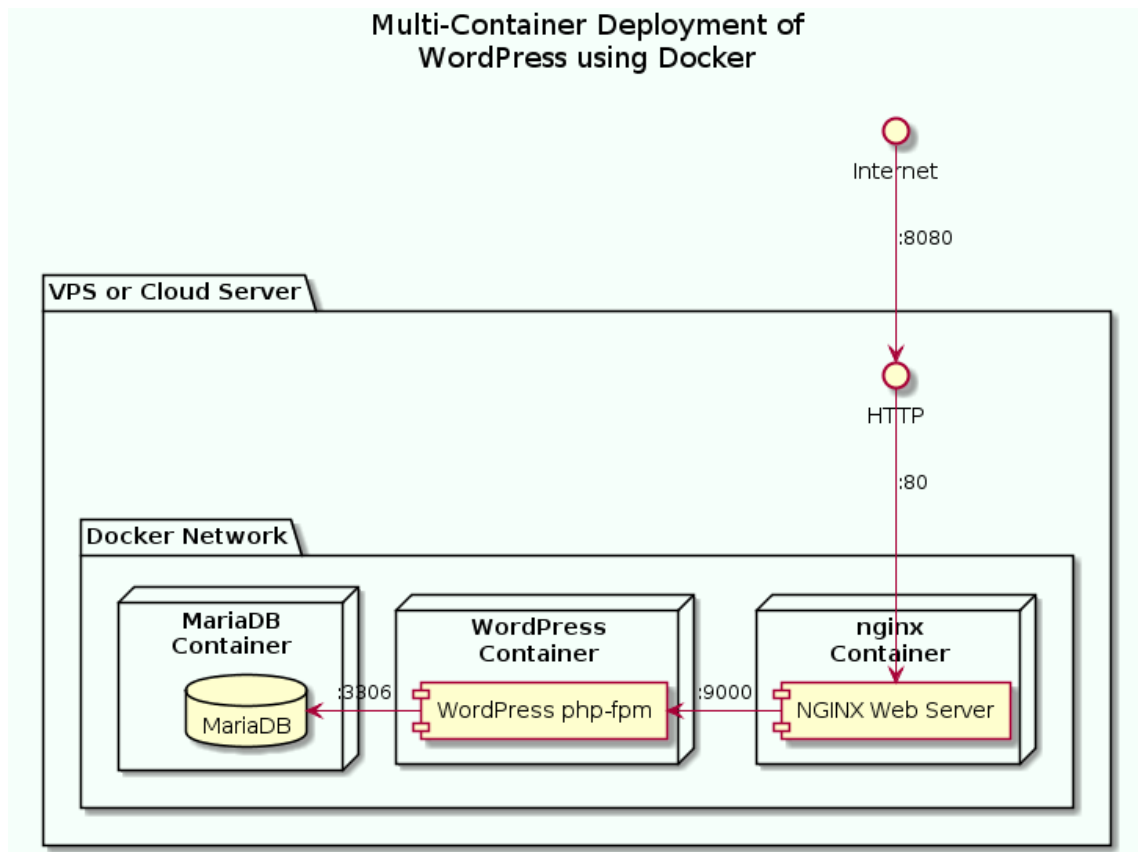 Multi-Container Deployment of
WordPress using Docker
Internet
:8080
VPS or Cloud Server
HTTP
:80
Docker Network
MariaDB
Container
WordPress
Container
nginx
Container
:3306
:9000
MariaDB
WordPress php-fpm
NGINX Web Server